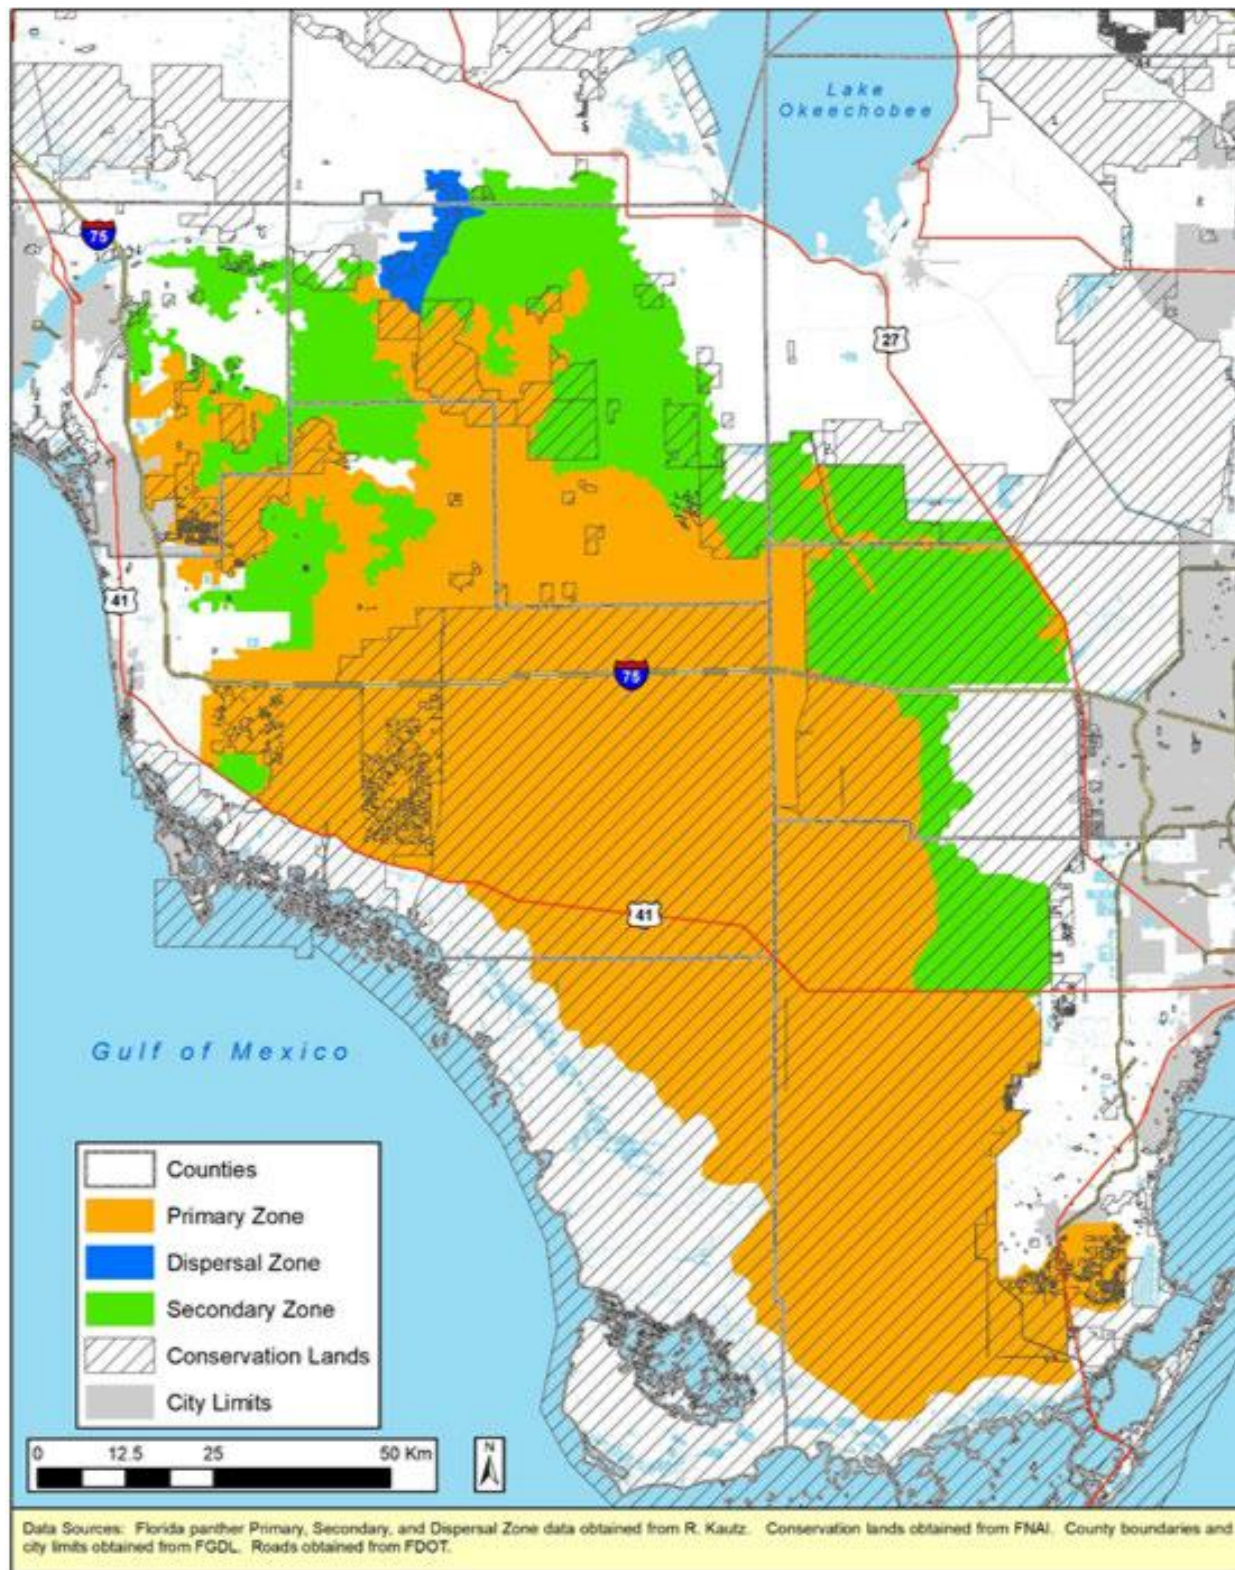 Lake
Okeechobee
75
27
41
75
41
Gulf of Mexico
Counties
Primary Zone
Dispersal Zone
Secondary Zone
Conservation Lands
City Limits
0 12.5 25 50 Km
N
Data Sources: Florida panther Primary, Secondary, and Dispersal Zone data obtained from R. Kautz. Conservation lands obtained from FNAI. County boundaries and
city limits obtained from FGDL. Roads obtained from FDOT.